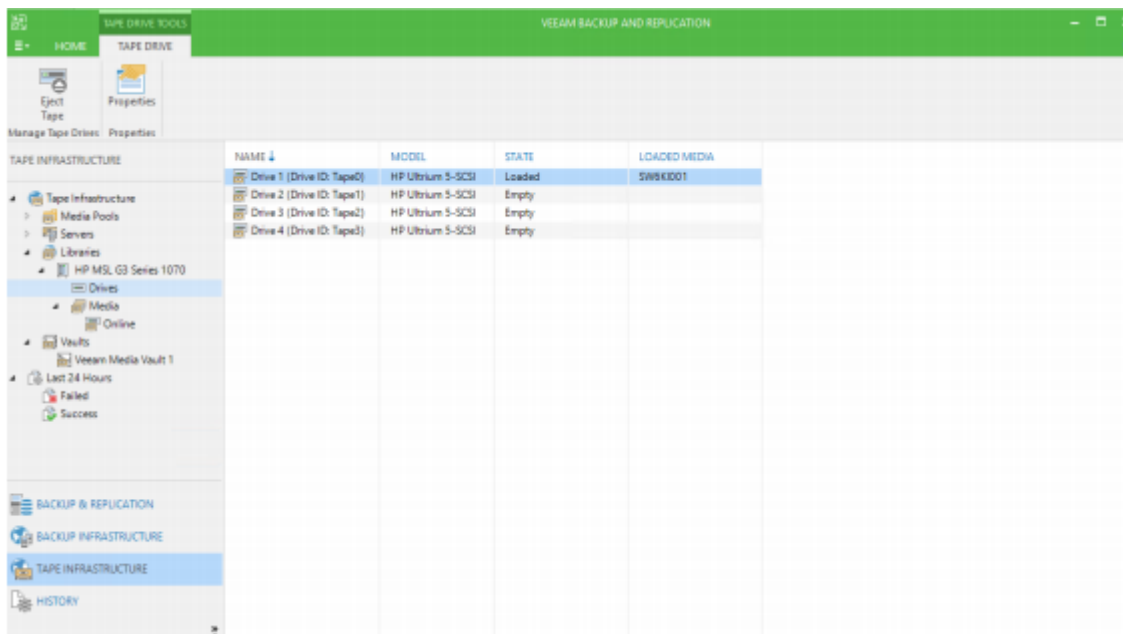 TAPE DRIVE TOOLS
VEEAM BACKUP AND REPLICATION
HOME
TAPE DRIVE
Eject Tape
Properties
Manage Tape Drives
Properties
TAPE INFRASTRUCTURE
Tape Infrastructure
Media Pools
Servers
Libraries
HP MSL G3 Series 1070
Drives
Media
Online
Vaults
Veeam Media Vault 1
Last 24 Hours
Failed
Success
BACKUP & REPLICATION
BACKUP INFRASTRUCTURE
TAPE INFRASTRUCTURE
HISTORY
NAME MODEL STATE LOADED MEDIA
Drive 1 (Drive ID: Tape0) HP Ultrium 5-SCSI Loaded
Drive 2 (Drive ID: Tape1) HP Ultrium 5-SCSI Empty
Drive 3 (Drive ID: Tape2) HP Ultrium 5-SCSI Empty
Drive 4 (Drive ID: Tape3) HP Ultrium 5-SCSI Empty